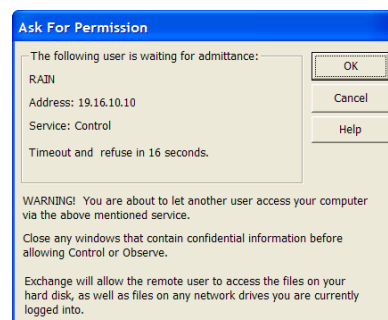 Ask For Permission
The following user is waiting for admittance:
RAIN
Address: 19.16.10.10
Service: Control
Timeout and refuse in 16 seconds.
OK
Cancel
Help
WARNING! You are about to let another user access your computer
via the above mentioned service.
Close any windows that contain confidential information before
allowing Control or Observe.
Exchange will allow the remote user to access the files on your
hard disk, as well as files on any network drives you are currently
logged into.